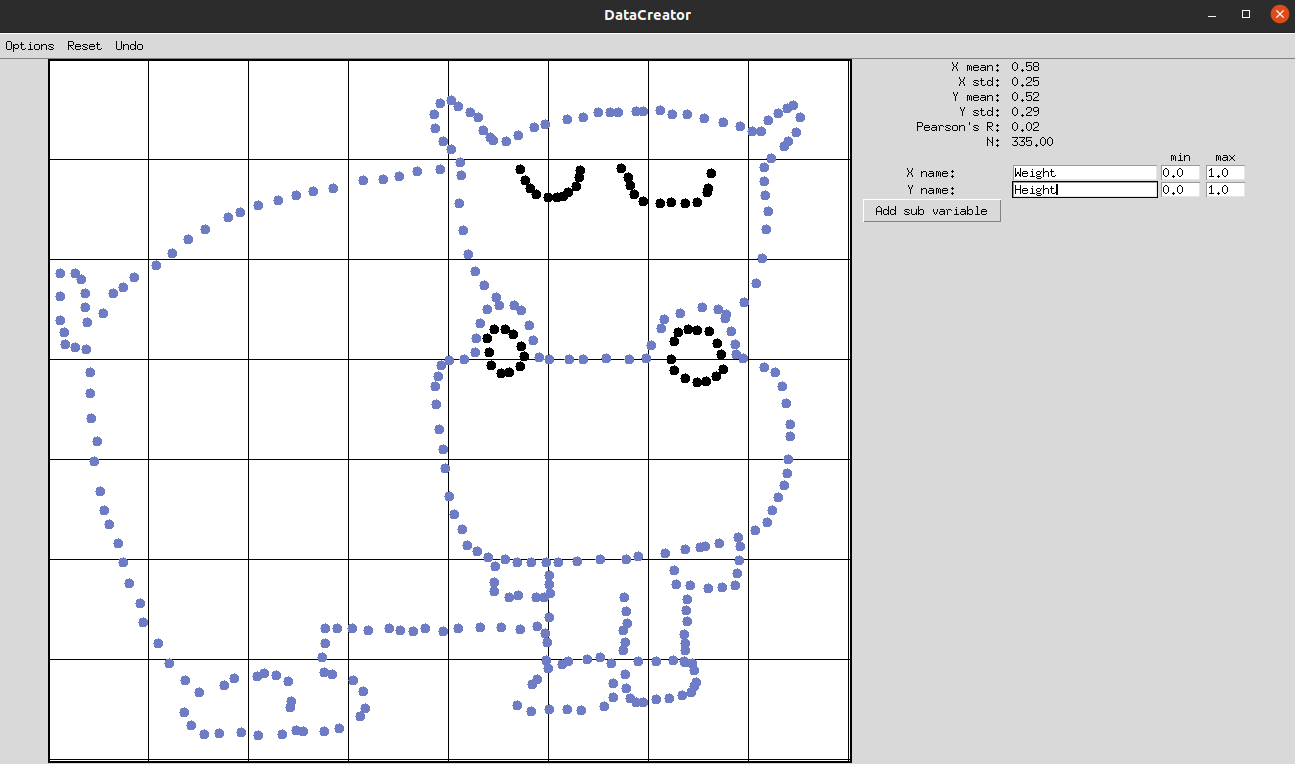 DataCreator
Options Reset Undo
X mean: 0.58
X std: 0.25
Y mean: 0.52
Y std: 0.29
Pearson's R: 0.02
N: 335.00
min max
X name: Weight 0.0 1.0
Y name: Height 0.0 1.0
Add sub variable